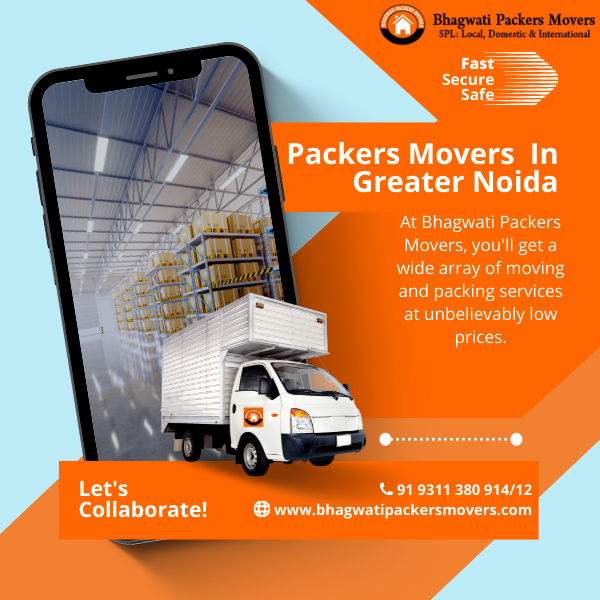 Bhagwati Packers Movers
SPL: Local, Domestic & International
Fast
Secure
Safe
Packers Movers In
Greater Noida
At Bhagwati Packers
Movers, you'll get a
wide array of moving
and packing services
at unbelievably low
prices.
Let's
Collaborate!
91 9311 380 914/12
www.bhagwatipackersmovers.com